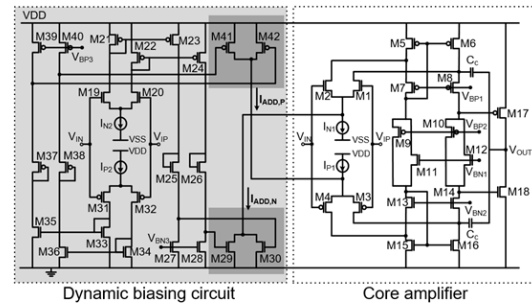 VDD
M39 M40 M21 M23 M41 M42 M5 M6
M22
VBP3 M24 CC
M19 M20 M2 M1 M7 M8
IADD,P VBP1 M17
IN2 IN1 M10 VBP2
VIN VSS VIP VIN VSS VIP M9 VOUT
VDD VDD M12
M37 M38 IP2 M25 M26 IP1 M11 VBN1
M18
M31 M32 IADD,N M4 M3 M13 M14
M35 VBN2
M33 VBN3 CC
M36 M34 M27 M28 M29 M30 M15 M16
Dynamic biasing circuit Core amplifier